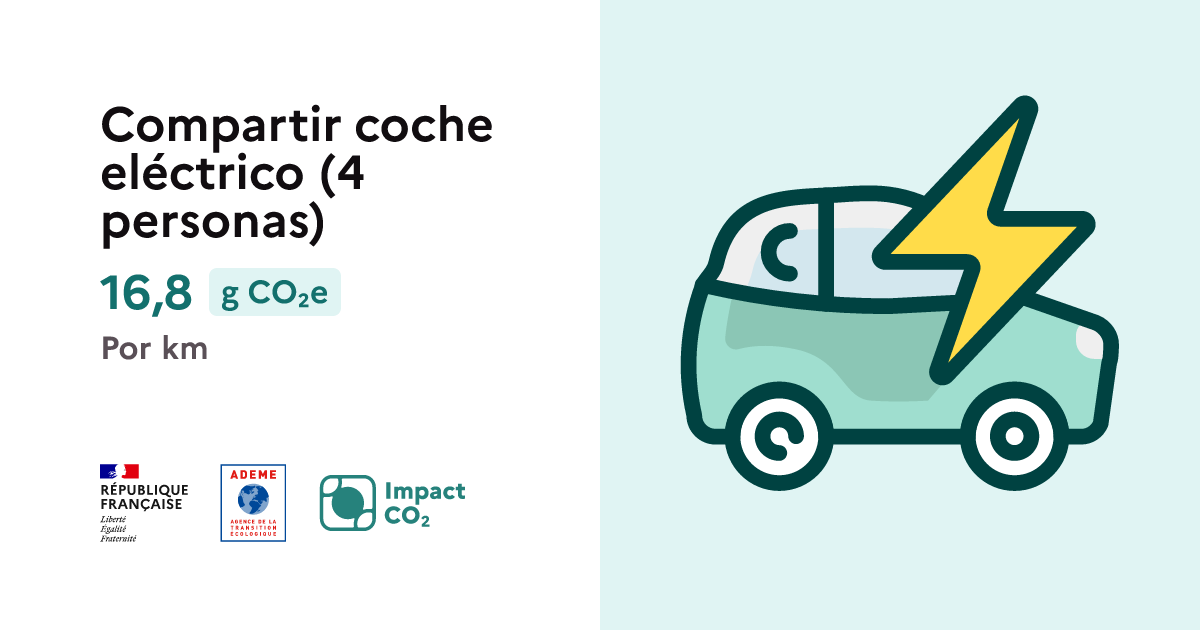 Compartir coche
eléctrico (4
personas)
16,8 g CO₂e
Por km
RÉPUBLIQUE
FRANÇAISE
Liberté
Égalité
Fraternité
ADEME
AGENCE DE LA
TRANSITION
ÉCOLOGIQUE
Impact
CO₂